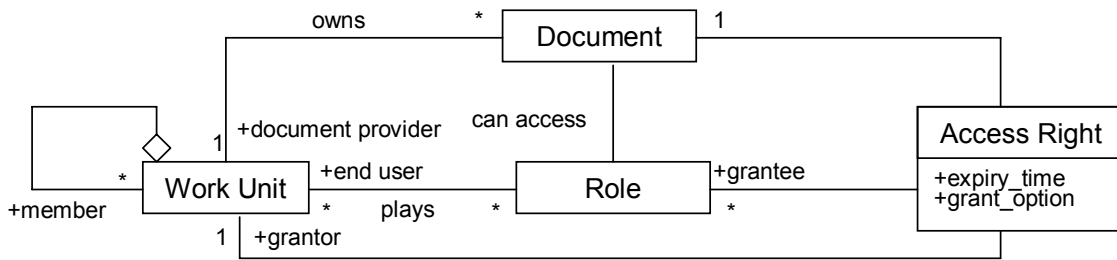 owns
*
1
Document
+document provider
can access
1
Access Right
+end user
+grantee
*
Work Unit
Role
+expiry_time
+grant_option
+member
*
plays
*
*
1
+grantor